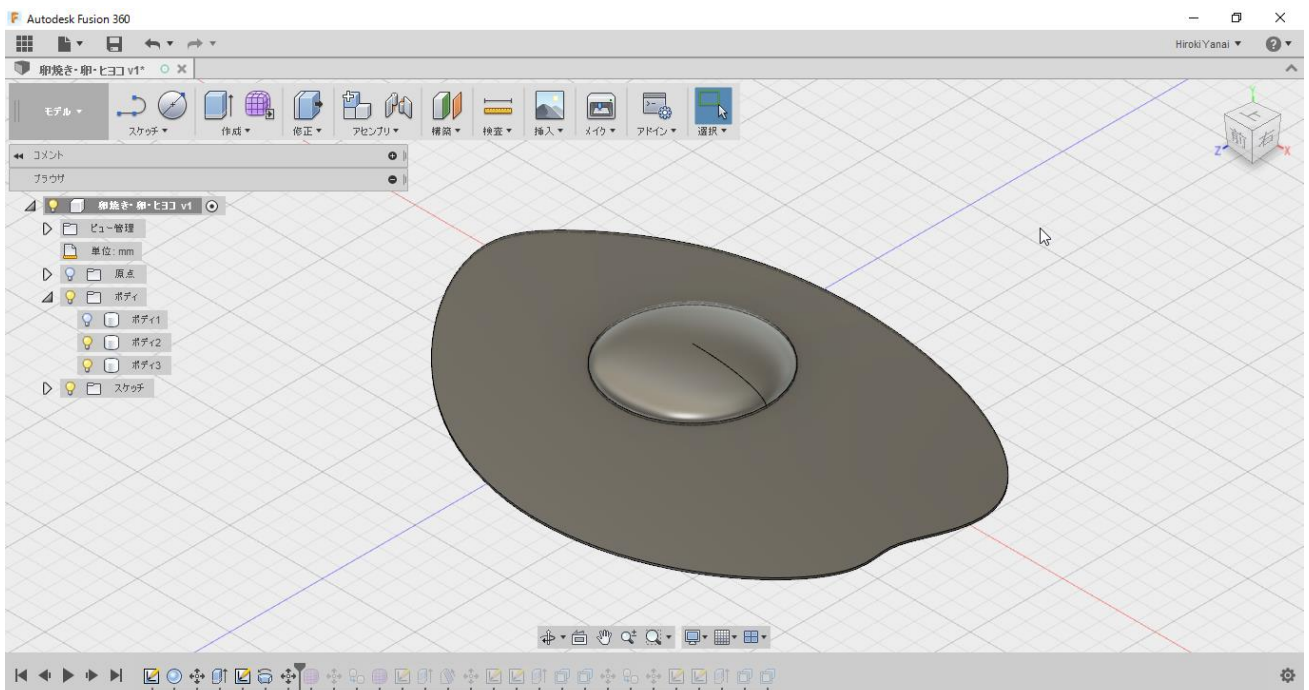 Autodesk Fusion 360
Hiroki Yanai
卵焼き・卵・ヒヨコ v1*
モデル
スケッチ 作成 修正 アセンブリ 構築 検査 挿入 メイク アドイン 選択
コメント
ブラウザ
卵焼き・卵・ヒヨコ v1
ビュー管理
単位: mm
原点
ボディ
ボディ1
ボディ2
ボディ3
スケッチ
上
前 右
Y
Z X